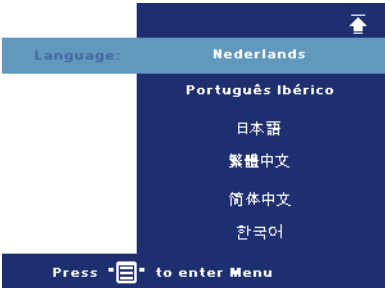 Language: Nederlands
Português Ibérico
日本語
繁體中文
简体中文
한국어
Press "" to enter Menu